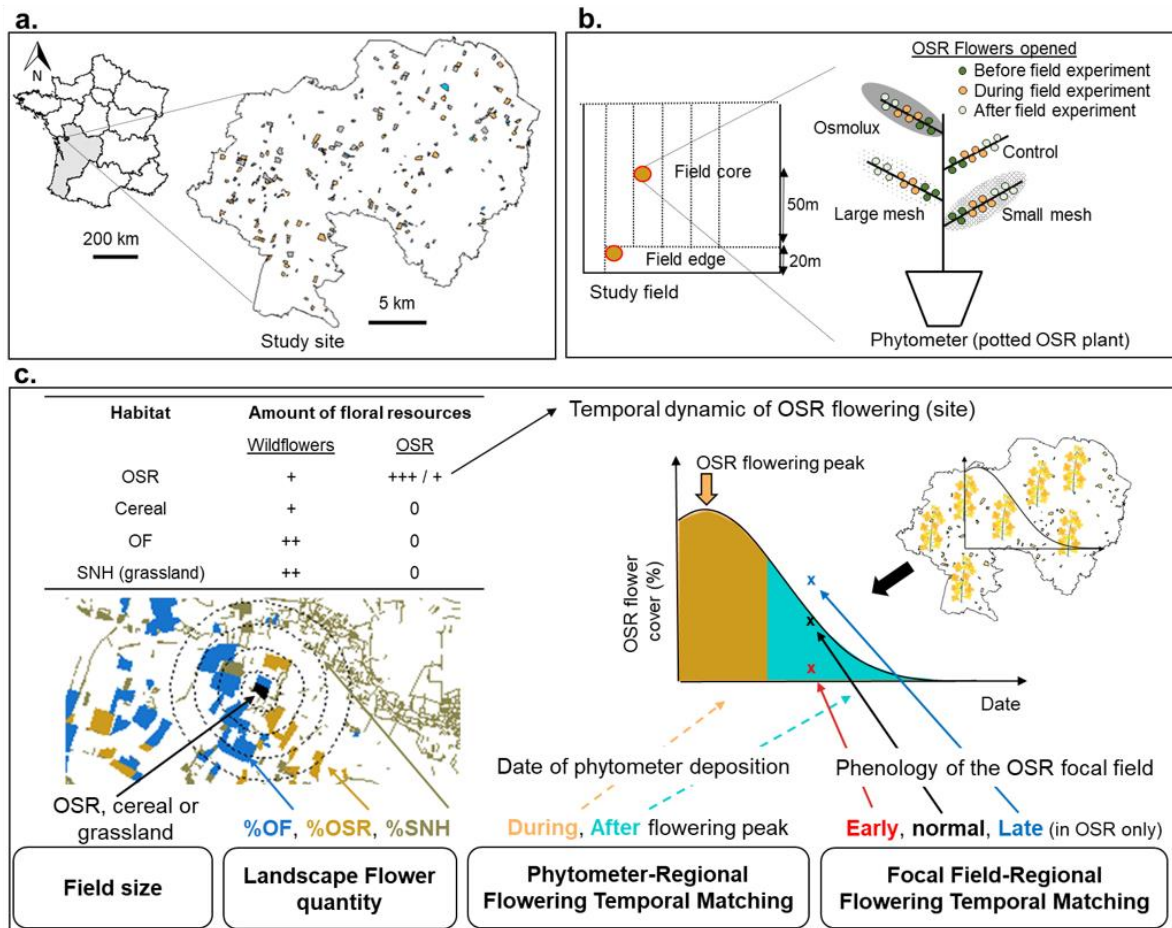 a.
N
200 km
5 km
Study site
b.
OSR Flowers opened
Before field experiment
During field experiment
After field experiment
Osmolux
Control
Large mesh
Small mesh
Field core
50m
Field edge
20m
Study field
Phytometer (potted OSR plant)
c.
Habitat Amount of floral resources
Wildflowers OSR
OSR + +++ / +
Cereal + 0
OF ++ 0
SNH (grassland) ++ 0
Temporal dynamic of OSR flowering (site)
OSR flowering peak
OSR flower
cover (%)
Date
OSR, cereal or
grassland
%OF, %OSR, %SNH
Date of phytometer deposition
During, After flowering peak
Phenology of the OSR focal field
Early, normal, Late (in OSR only)
Field size
Landscape Flower
quantity
Phytometer-Regional
Flowering Temporal Matching
Focal Field-Regional
Flowering Temporal Matching